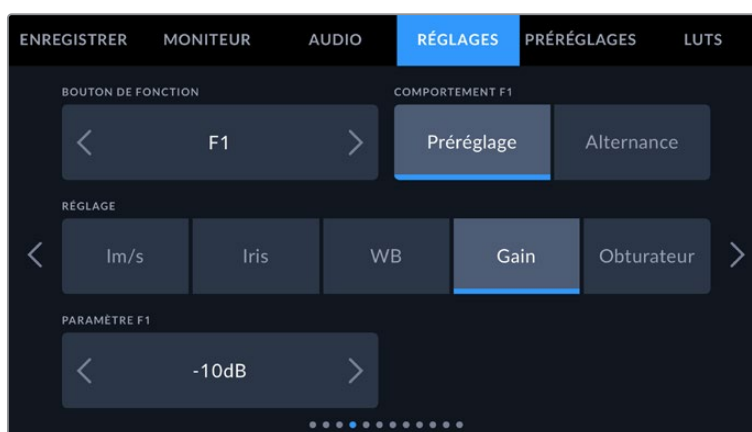 ENREGISTRER MONITEUR AUDIO RÉGLAGES PRÉRÉGLAGES LUTS
BOUTON DE FONCTION COMPORTEMENT F1
F1 Préréglage Alternance
RÉGLAGE
Im/s Iris WB Gain Obturateur
PARAMÈTRE F1
-10dB